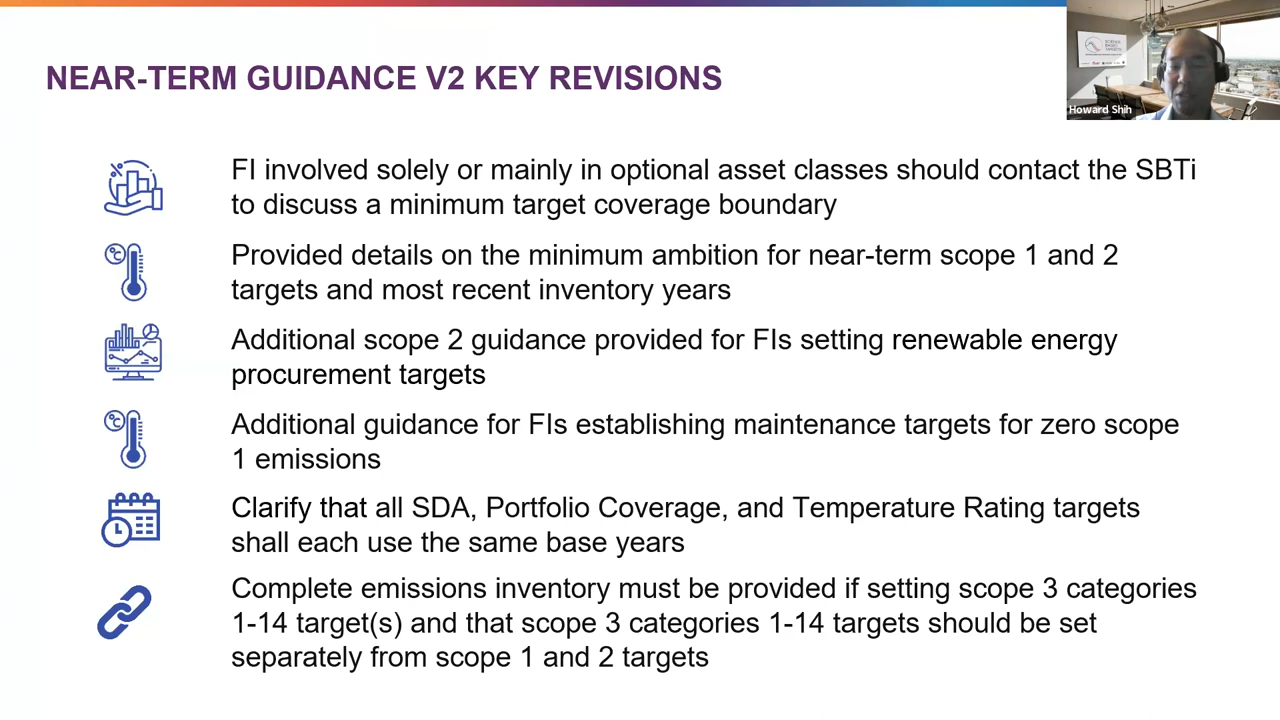 NEAR-TERM GUIDANCE V2 KEY REVISIONS
Howard Shih
FI involved solely or mainly in optional asset classes should contact the SBTi
to discuss a minimum target coverage boundary
Provided details on the minimum ambition for near-term scope 1 and 2
targets and most recent inventory years
Additional scope 2 guidance provided for FIs setting renewable energy
procurement targets
Additional guidance for FIs establishing maintenance targets for zero scope
1 emissions
Clarify that all SDA, Portfolio Coverage, and Temperature Rating targets
shall each use the same base years
Complete emissions inventory must be provided if setting scope 3 categories
1-14 target(s) and that scope 3 categories 1-14 targets should be set
separately from scope 1 and 2 targets